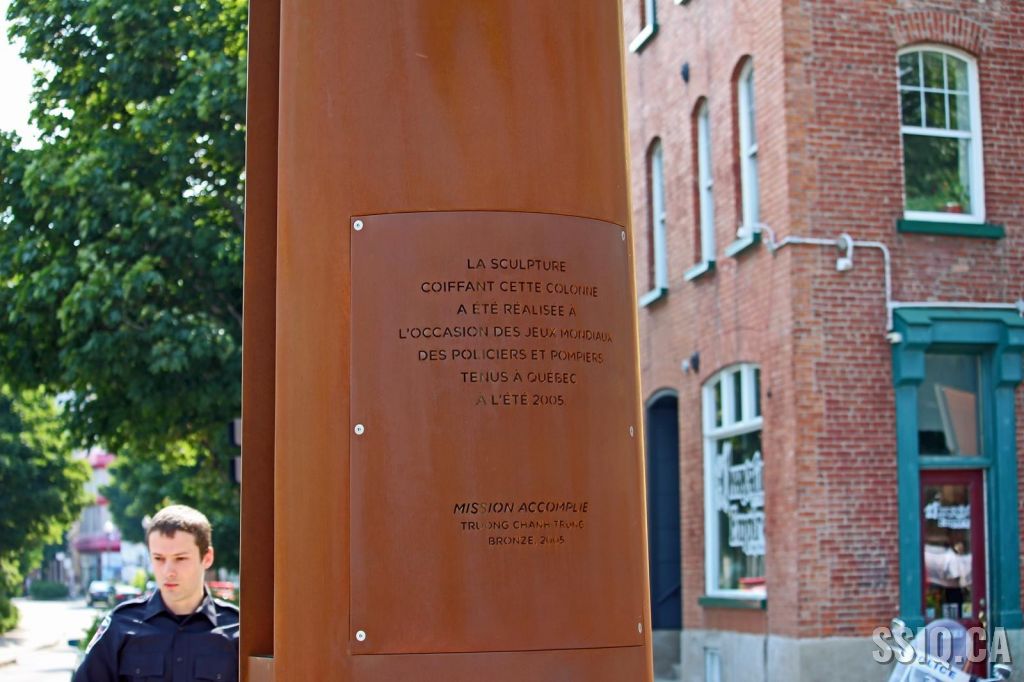 LA SCULPTURE
COIFFANT CETTE COLONNE
A ÉTÉ RÉALISÉE À
L'OCCASION DES JEUX MONDIAUX
DES POLICIERS ET POMPIERS
TENUS À QUÉBEC
À L'ÉTÉ 2005.
MISSION ACCOMPLIE
TRUONG CHANH TRUNG
BRONZE, 2005
SSIQ.CA